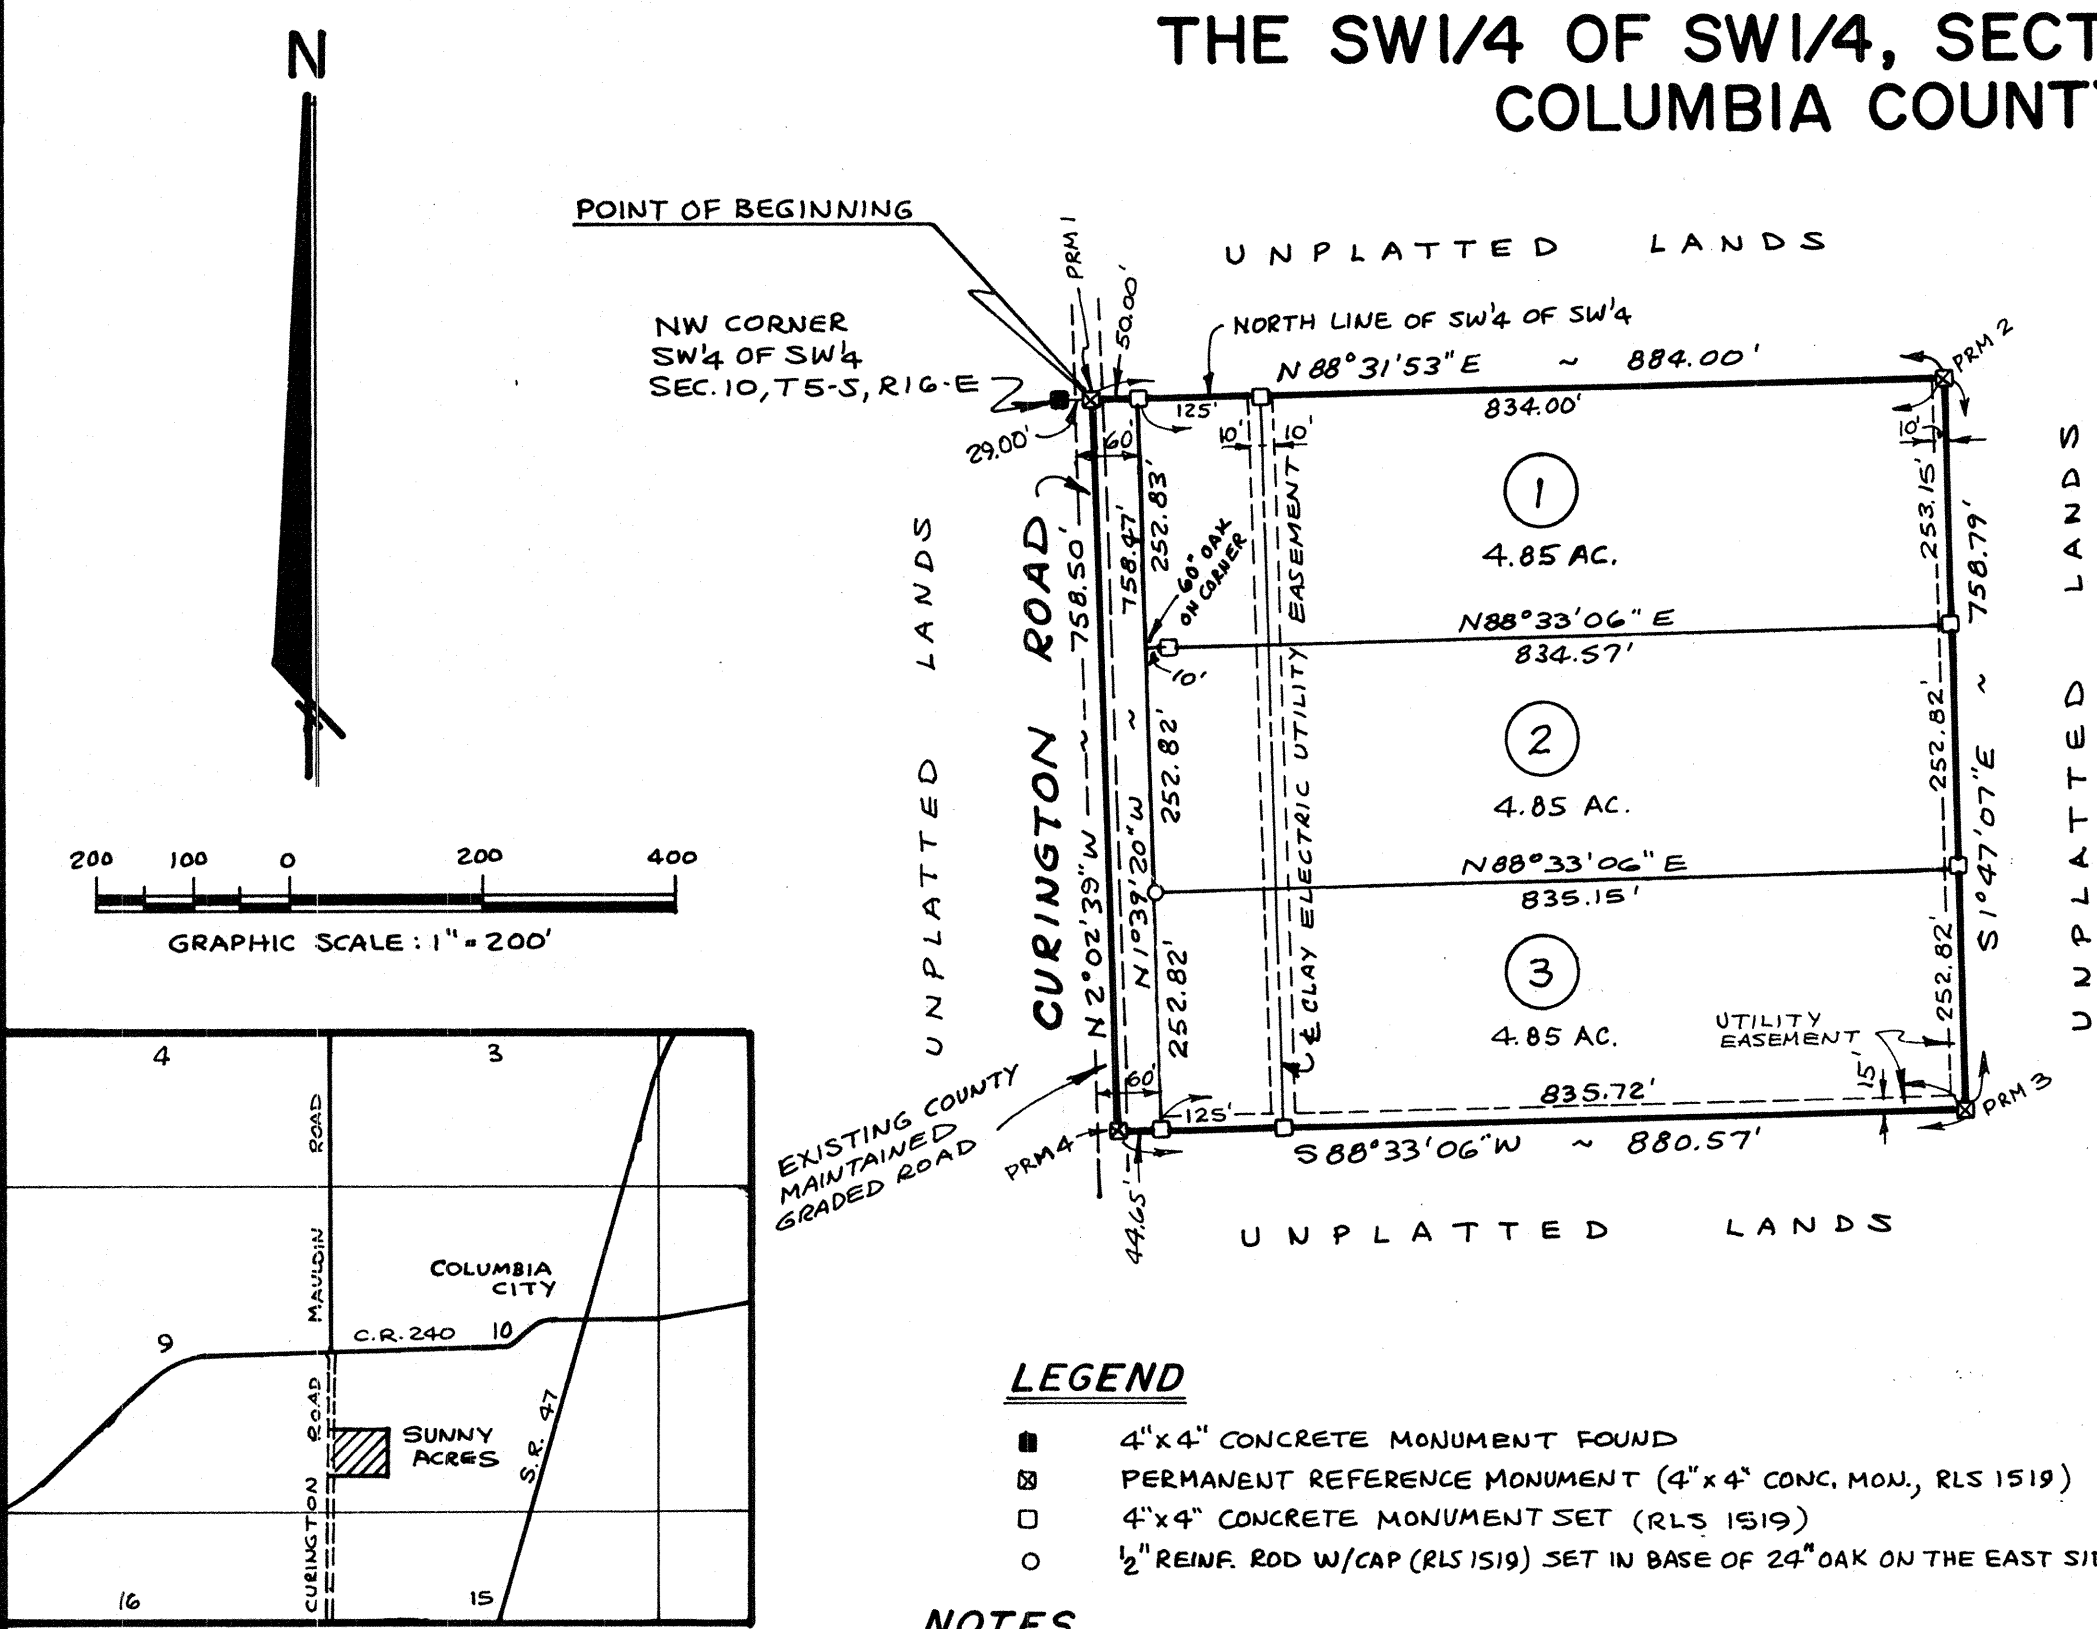 THE SW1/4 OF SW1/4, SECT
COLUMBIA COUNT
N
POINT OF BEGINNING
PRM 1
50.00'
UNPLATTED LANDS
NW CORNER
SW¼ OF SW¼
SEC. 10, T5-S, R16-E
NORTH LINE OF SW¼ OF SW¼
N 88°31'53" E ~ 884.00'
PRM 2
29.00'
60'
125'
834.00'
10'
10'
10'
UNPLATTED LANDS
CURINGTON ROAD
N 2°02'39" W ~ 758.50'
N 1°39'20" W ~ 758.47'
252.83'
60" OAK
ON CORNER
10'
252.82'
252.82'
℄ CLAY ELECTRIC UTILITY EASEMENT
1
4.85 AC.
N 88°33'06" E
834.57'
2
4.85 AC.
N 88°33'06" E
835.15'
3
4.85 AC.
835.72'
253.15'
252.82'
252.82'
S 1°47'07" E ~ 758.79'
UNPLATTED LANDS
UTILITY
EASEMENT
15'
PRM 3
60'
125'
S 88°33'06" W ~ 880.57'
PRM 4
44.65'
EXISTING COUNTY
MAINTAINED
GRADED ROAD
UNPLATTED LANDS
200 100 0 200 400
GRAPHIC SCALE: 1" = 200'
4
3
MAULDIN ROAD
COLUMBIA
CITY
9
C.R. 240
10
CURINGTON ROAD
SUNNY
ACRES
S.R. 47
16
15
LEGEND
4"x4" CONCRETE MONUMENT FOUND
PERMANENT REFERENCE MONUMENT (4"x4" CONC. MON., RLS 1519)
4"x4" CONCRETE MONUMENT SET (RLS 1519)
½" REINF. ROD W/CAP (RLS 1519) SET IN BASE OF 24" OAK ON THE EAST SI
NOTES